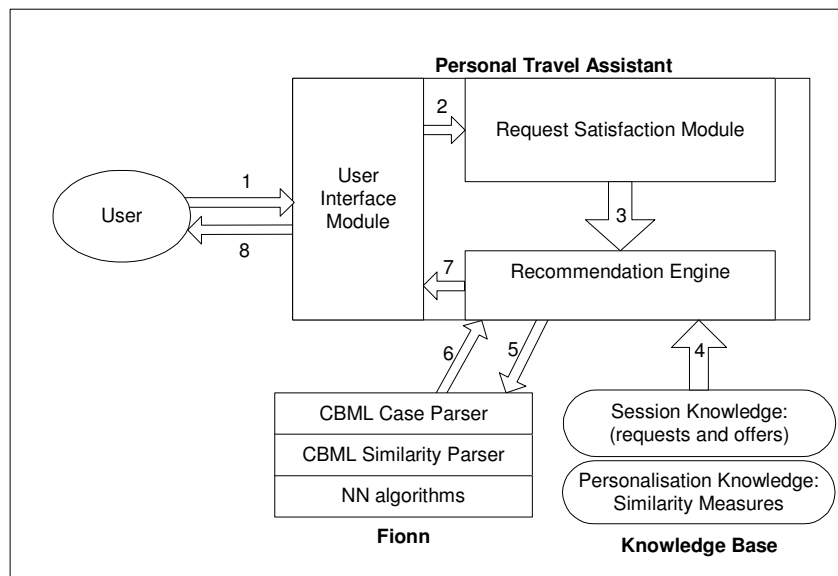 Personal Travel Assistant
2
Request Satisfaction Module
User
Interface
Module
1
User
8
3
7
Recommendation Engine
6
5
4
CBML Case Parser
CBML Similarity Parser
NN algorithms
Fionn
Session Knowledge:
(requests and offers)
Personalisation Knowledge:
Similarity Measures
Knowledge Base